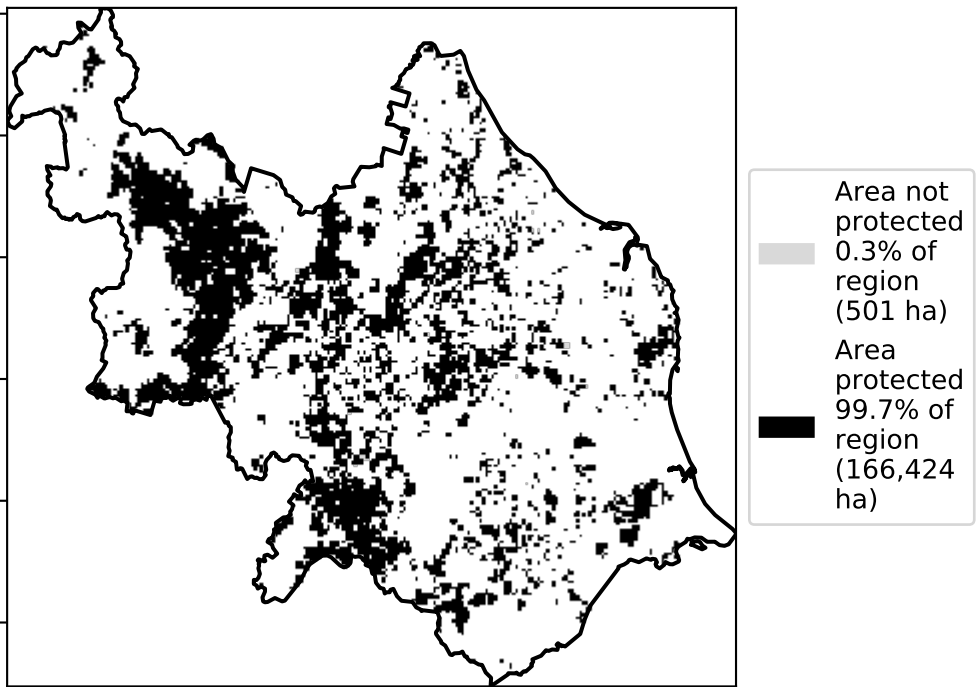 Area not
protected
0.3% of
region
(501 ha)
Area
protected
99.7% of
region
(166,424
ha)